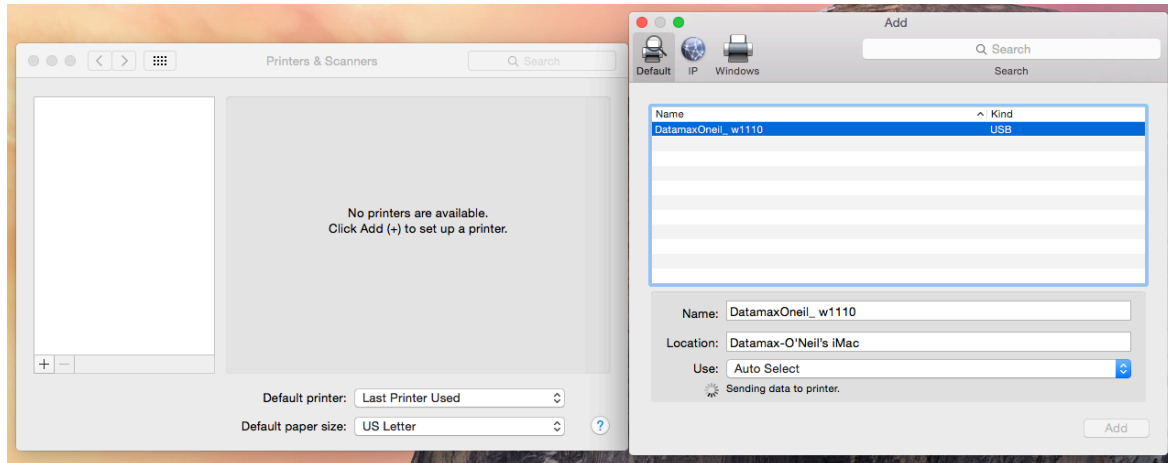 Printers & Scanners
Search
No printers are available.
Click Add (+) to set up a printer.
+ −
Default printer: Last Printer Used
Default paper size: US Letter
?
Add
Default IP Windows
Search
Search
Name Kind
DatamaxOneil_ w1110 USB
Name: DatamaxOneil_ w1110
Location: Datamax-O'Neil's iMac
Use: Auto Select
Sending data to printer.
Add